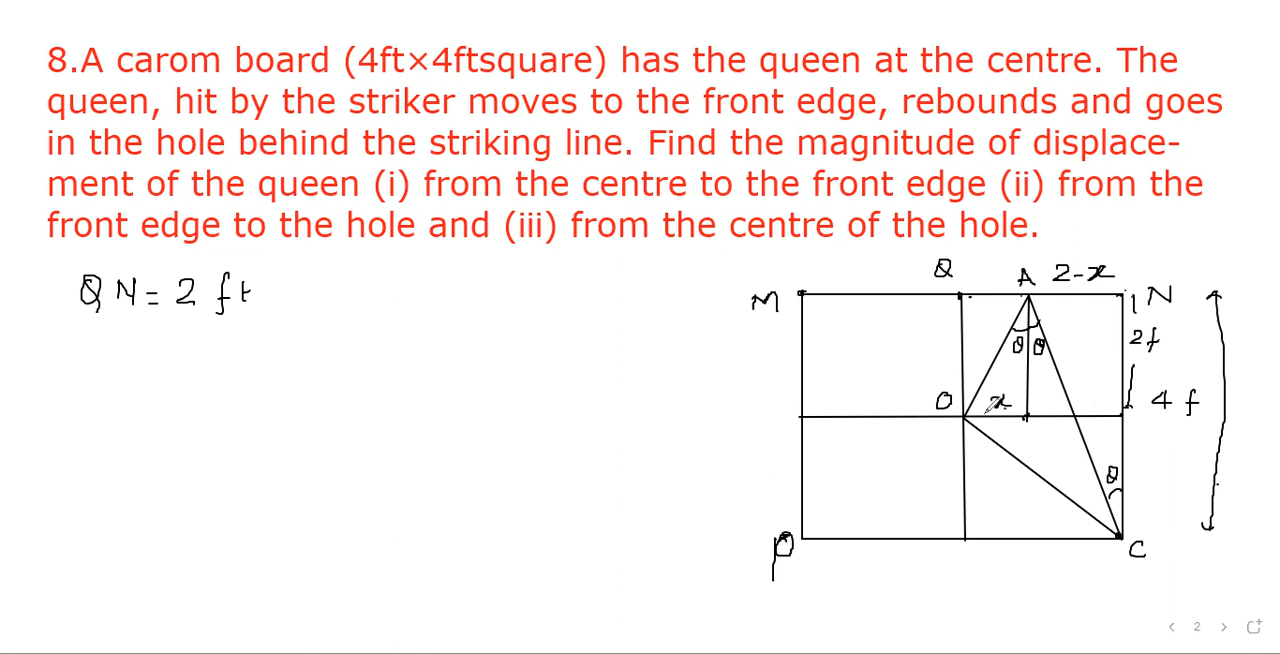 8.A carom board (4ft×4ftsquare) has the queen at the centre. The
queen, hit by the striker moves to the front edge, rebounds and goes
in the hole behind the striking line. Find the magnitude of displace-
ment of the queen (i) from the centre to the front edge (ii) from the
front edge to the hole and (iii) from the centre of the hole.
QN = 2 ft
Q A 2-x
M N
θ θ 2f
O x 4 f
θ
P C
2